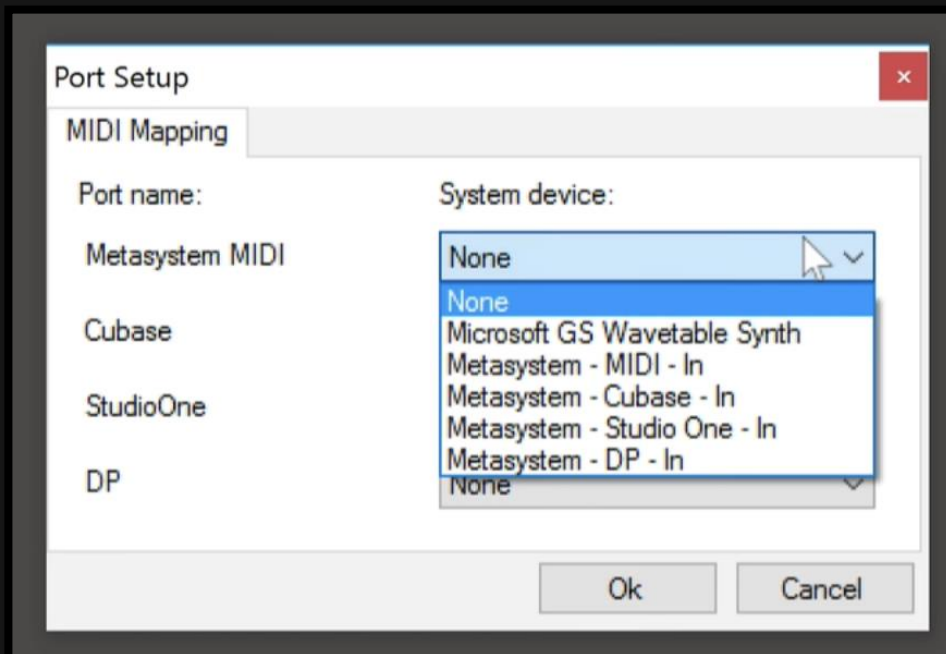 Port Setup
MIDI Mapping
Port name:
System device:
Metasystem MIDI
None
None
Microsoft GS Wavetable Synth
Cubase
Metasystem - MIDI - In
Metasystem - Cubase - In
StudioOne
Metasystem - Studio One - In
Metasystem - DP - In
DP
None
Ok
Cancel